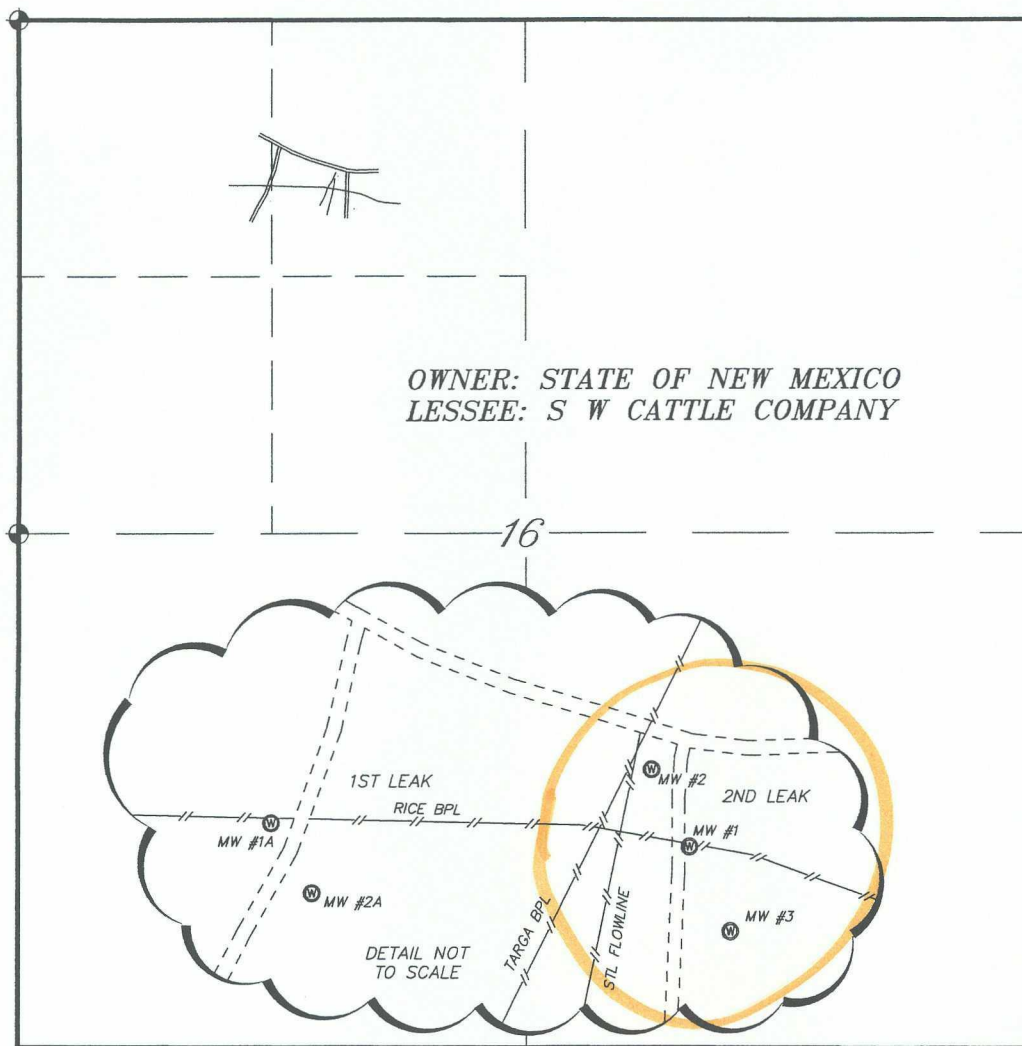 OWNER: STATE OF NEW MEXICO
LESSEE: S W CATTLE COMPANY
16
1ST LEAK
RICE BPL
MW #1A
MW #2A
DETAIL NOT
TO SCALE
TARGA BPL
STL FLOWLINE
MW #2
2ND LEAK
MW #1
MW #3
W
W
W
W
W